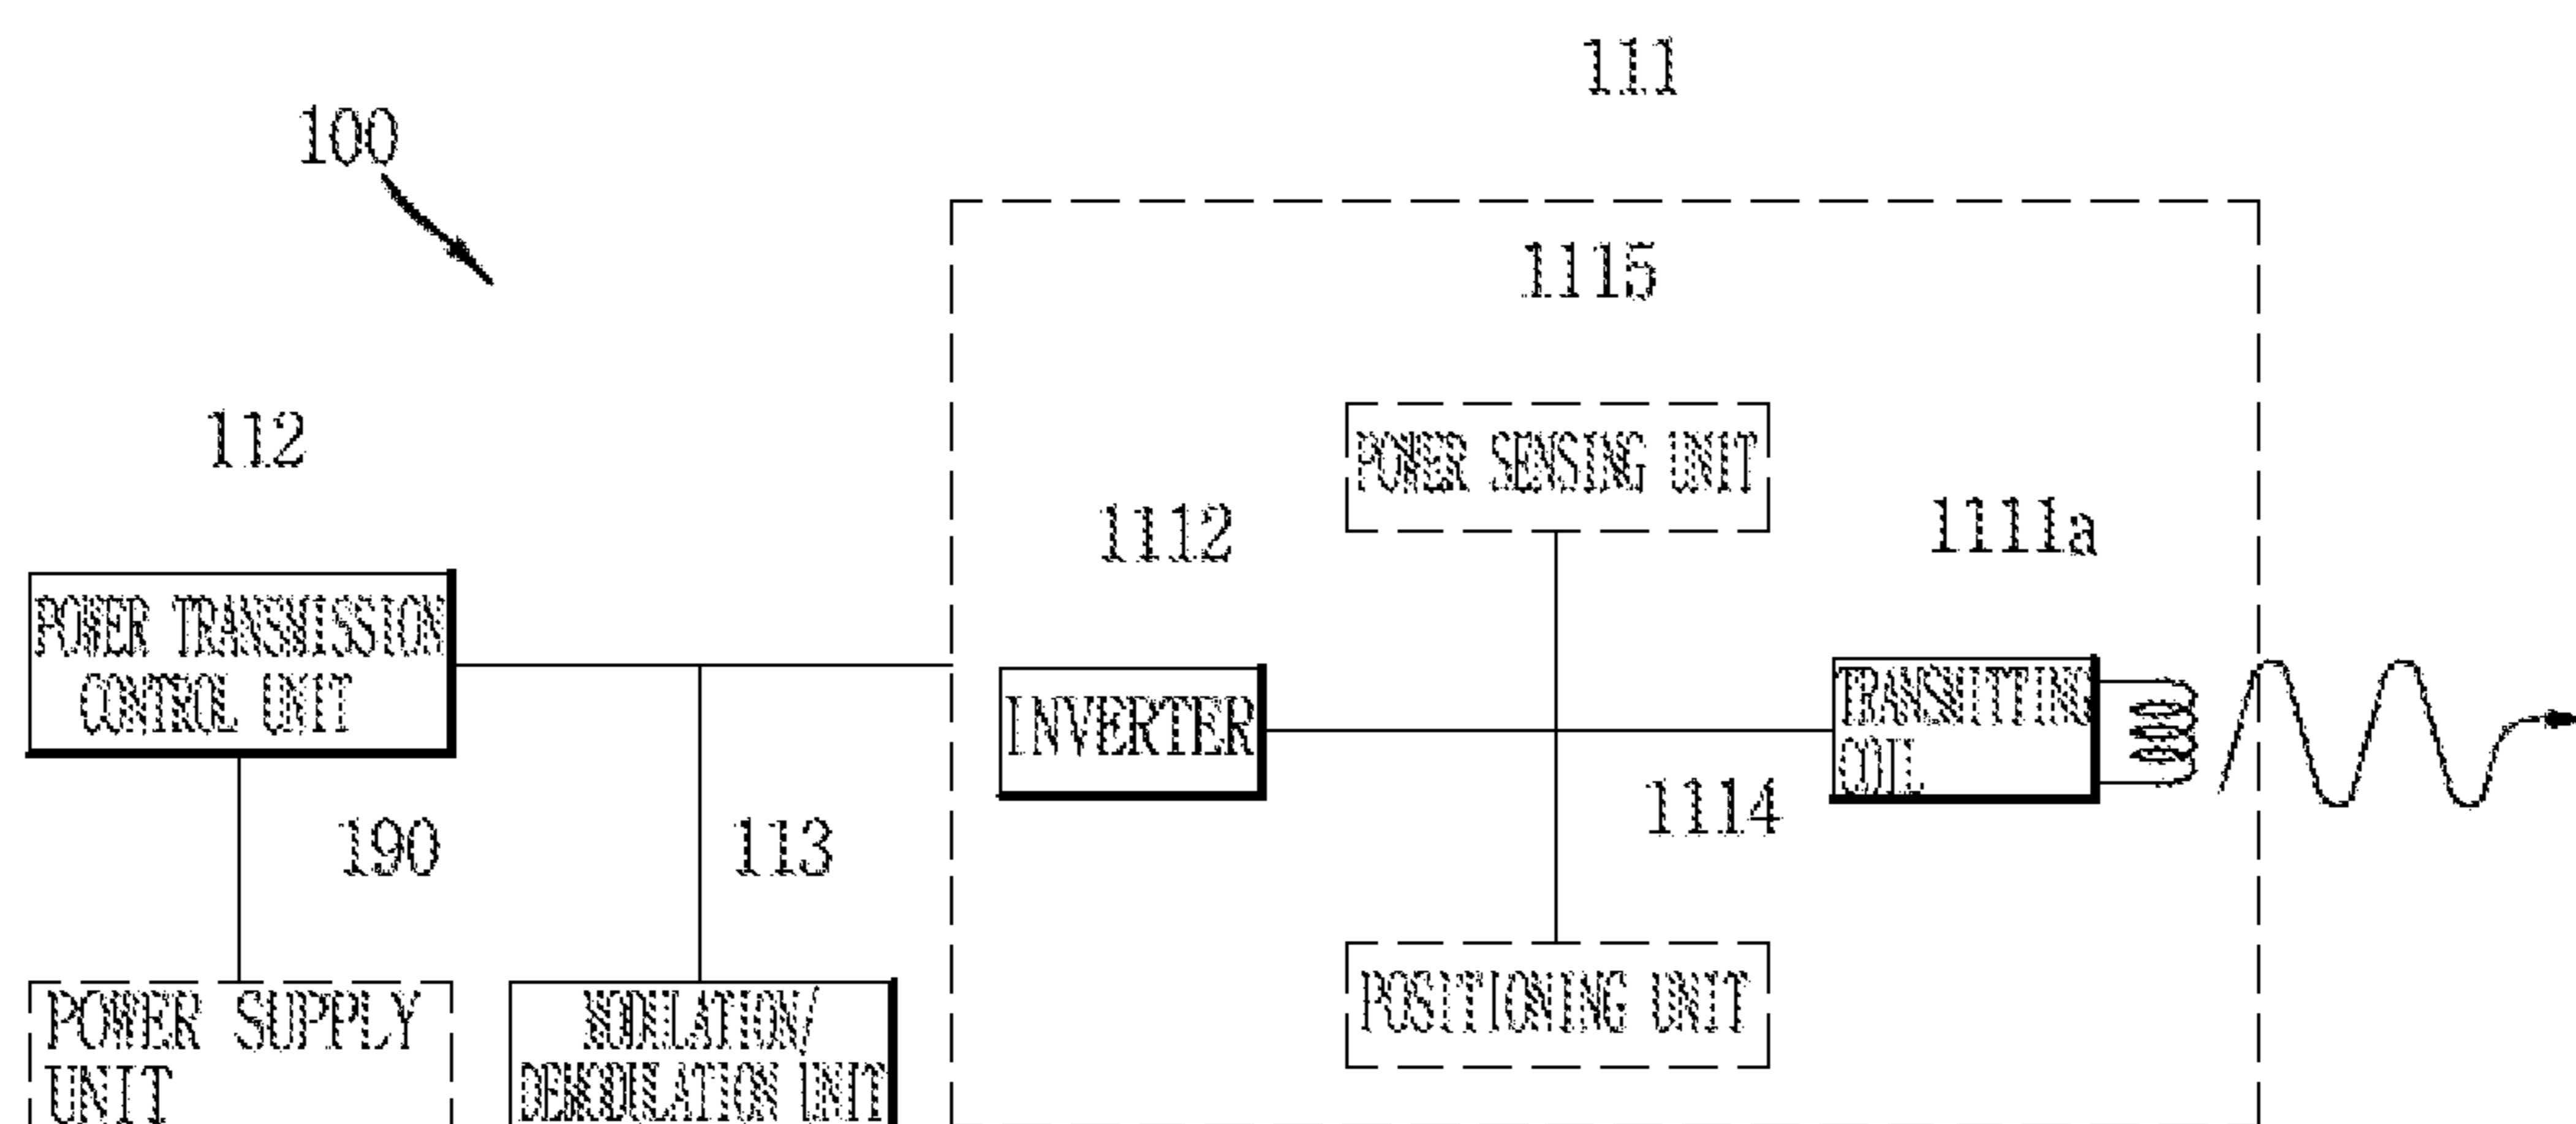 111
100
1115
112
POWER SENSING UNIT
1112
1111a
POWER TRANSMISSION
CONTROL UNIT
INVERTER
TRANSMITTING
COIL
1114
190
113
POSITIONING UNIT
POWER SUPPLY
UNIT
MODULATION/
DEMODULATION UNIT